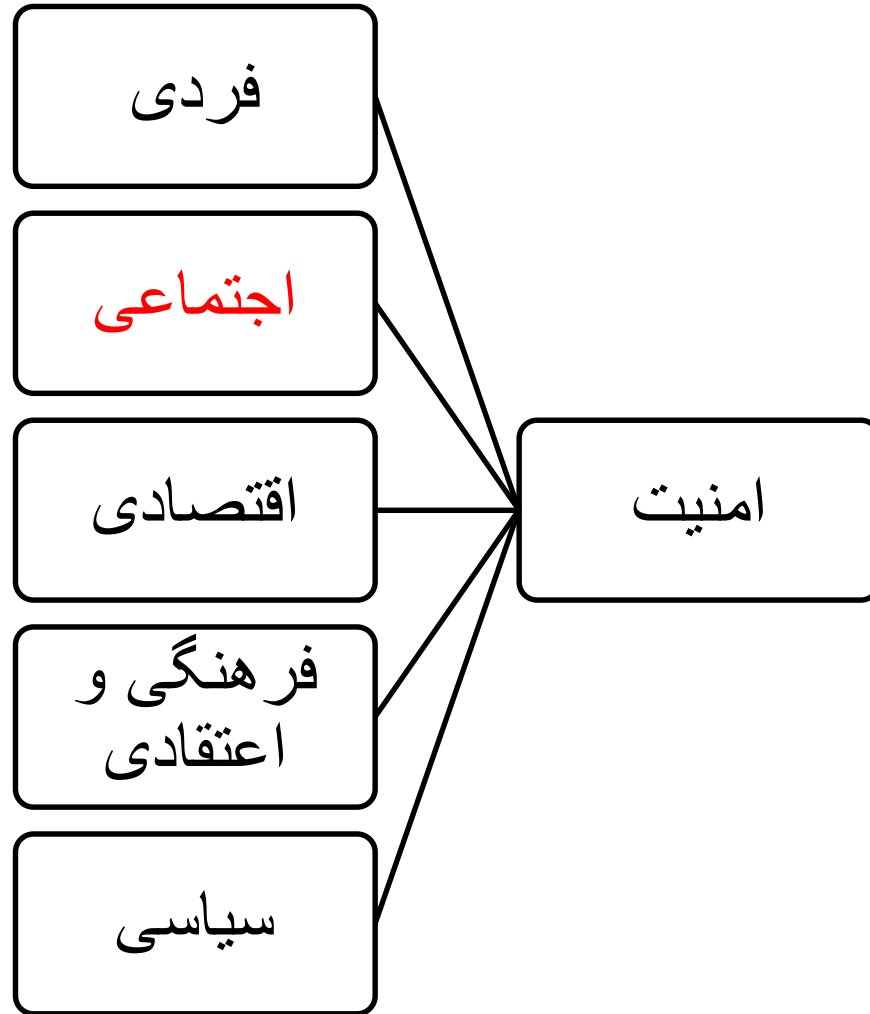 امنیت
فردی
اجتماعی
اقتصادی
فرهنگی و
اعتقادی
سیاسی